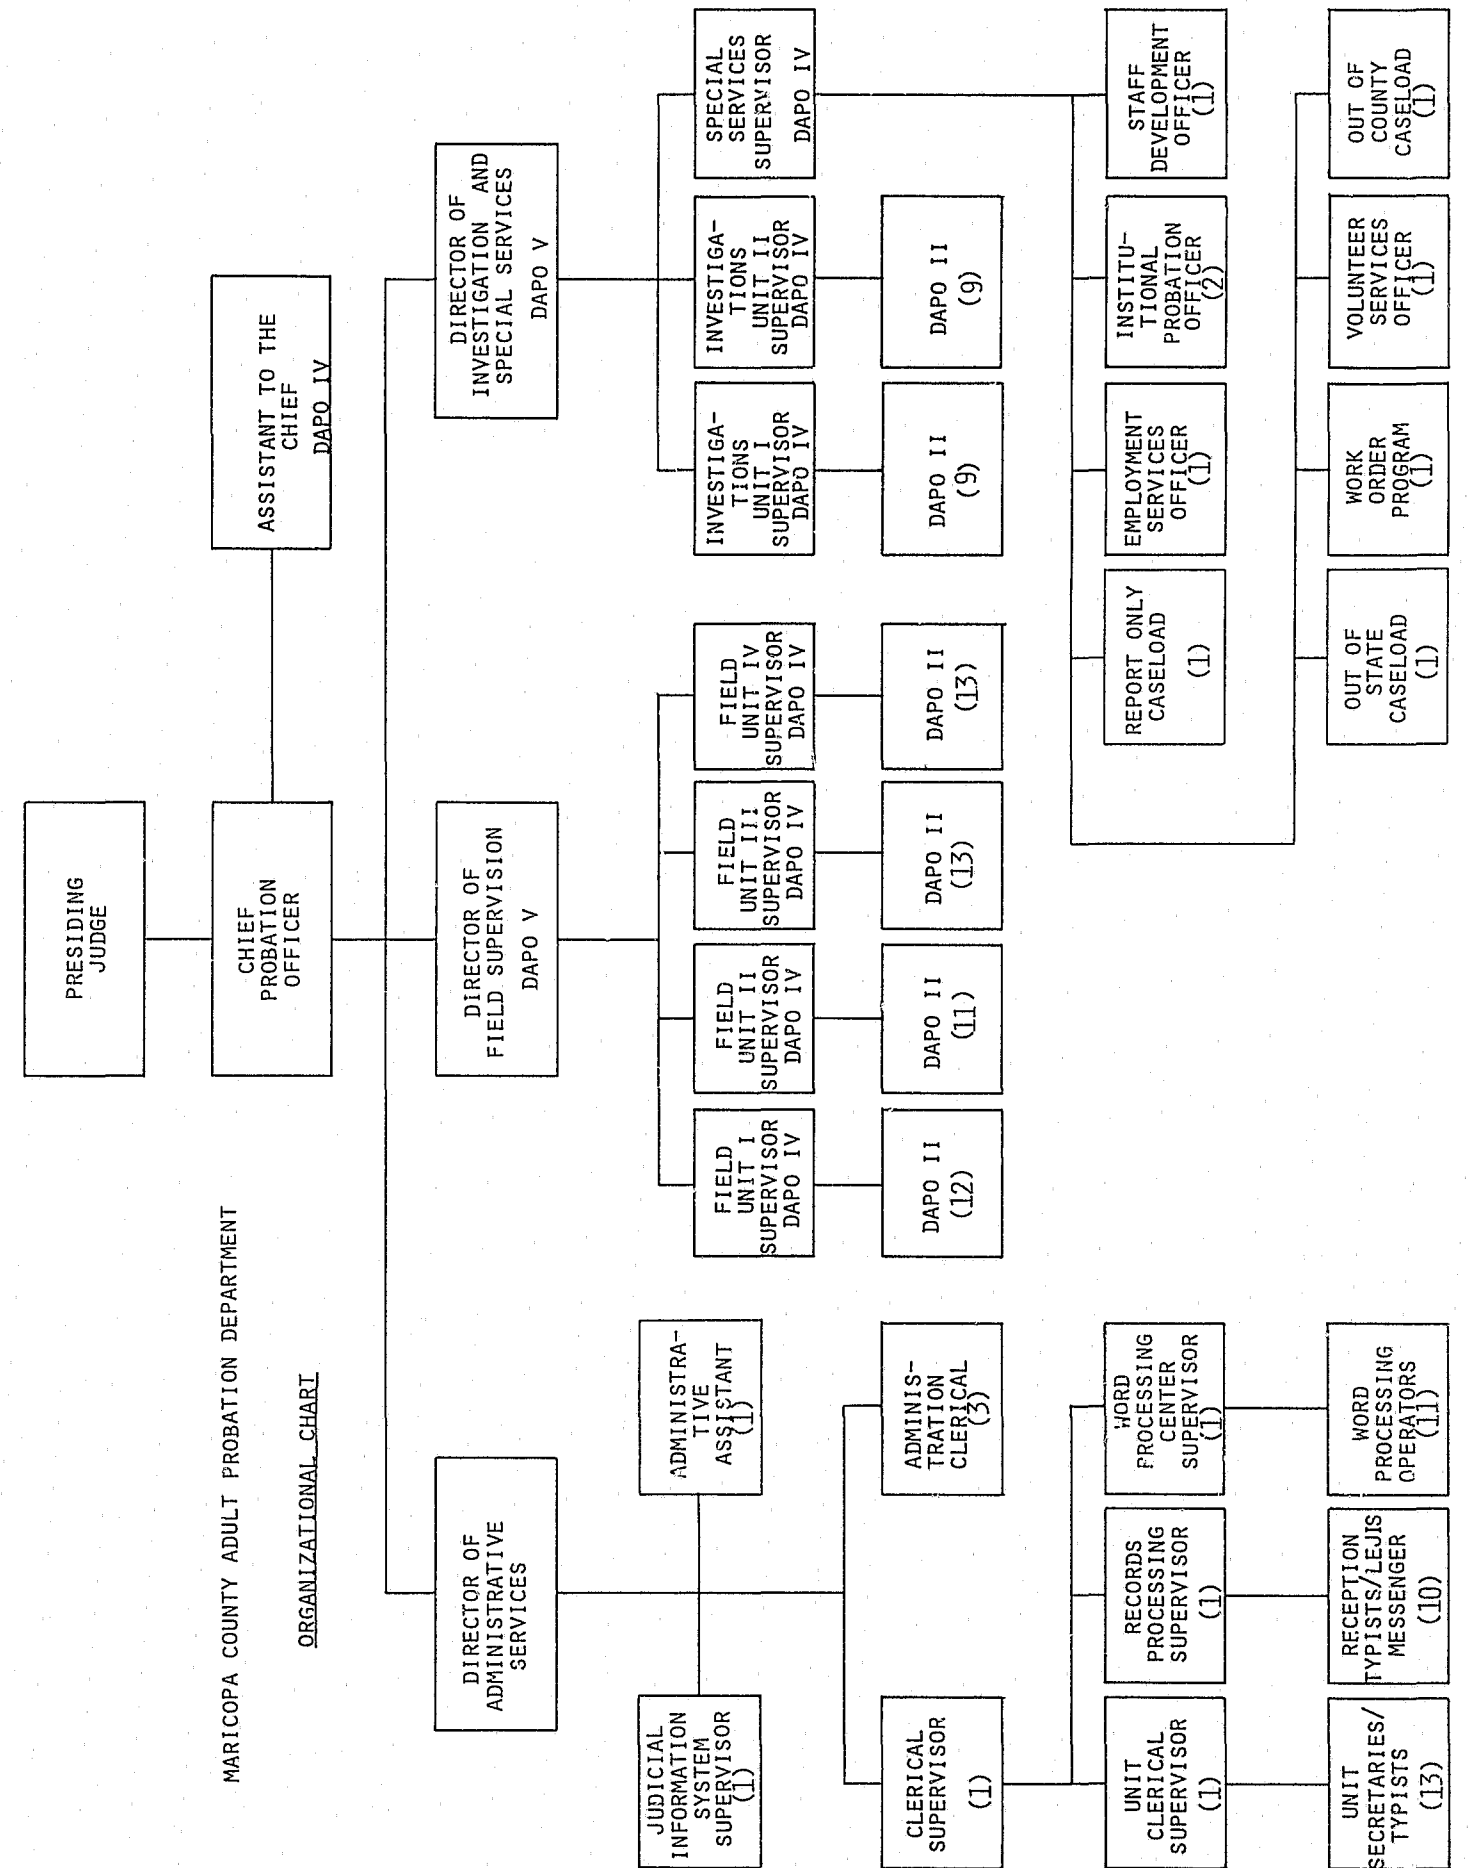 MARICOPA COUNTY ADULT PROBATION DEPARTMENT
ORGANIZATIONAL CHART
PRESIDING
JUDGE
CHIEF
PROBATION
OFFICER
ASSISTANT TO THE
CHIEF
DAPO IV
DIRECTOR OF
ADMINISTRATIVE
SERVICES
DIRECTOR OF
FIELD SUPERVISION
DAPO V
DIRECTOR OF
INVESTIGATION AND
SPECIAL SERVICES
DAPO V
JUDICIAL
INFORMATION
SYSTEM
SUPERVISOR
(1)
ADMINISTRA-
TIVE
ASSISTANT
(1)
FIELD
UNIT I
SUPERVISOR
DAPO IV
FIELD
UNIT II
SUPERVISOR
DAPO IV
FIELD
UNIT III
SUPERVISOR
DAPO IV
FIELD
UNIT IV
SUPERVISOR
DAPO IV
INVESTIGA-
TIONS
UNIT I
SUPERVISOR
DAPO IV
INVESTIGA-
TIONS
UNIT II
SUPERVISOR
DAPO IV
SPECIAL
SERVICES
SUPERVISOR
DAPO IV
CLERICAL
SUPERVISOR
(1)
ADMINIS-
TRATION
CLERICAL
(3)
DAPO II
(12)
DAPO II
(11)
DAPO II
(13)
DAPO II
(13)
DAPO II
(9)
DAPO II
(9)
UNIT
CLERICAL
SUPERVISOR
(1)
RECORDS
PROCESSING
SUPERVISOR
(1)
WORD
PROCESSING
CENTER
SUPERVISOR
(1)
REPORT ONLY
CASELOAD
(1)
EMPLOYMENT
SERVICES
OFFICER
(1)
INSTITU-
TIONAL
PROBATION
OFFICER
(2)
STAFF
DEVELOPMENT
OFFICER
(1)
UNIT
SECRETARIES/
TYPISTS
(13)
RECEPTION
TYPISTS/LEJIS
MESSENGER
(10)
WORD
PROCESSING
OPERATORS
(11)
OUT OF
STATE
CASELOAD
(1)
WORK
ORDER
PROGRAM
(1)
VOLUNTEER
SERVICES
OFFICER
(1)
OUT OF
COUNTY
CASELOAD
(1)